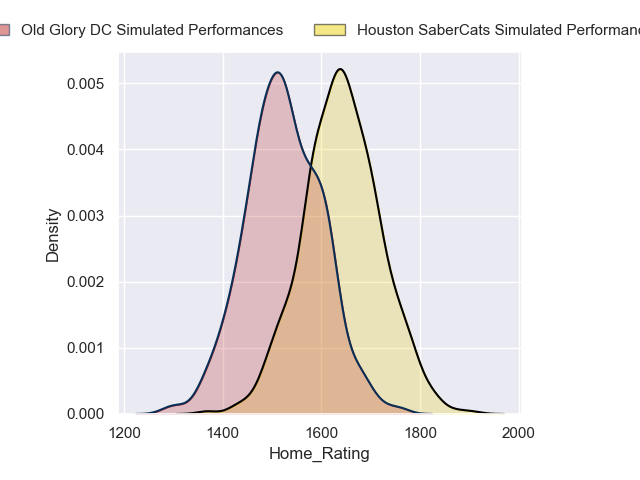 Old Glory DC Simulated Performances
Houston SaberCats Simulated
0.005
0.004
0.003
0.002
0.001
0.000
Density
1200 1400 1600 1800 2000
Home_Rating